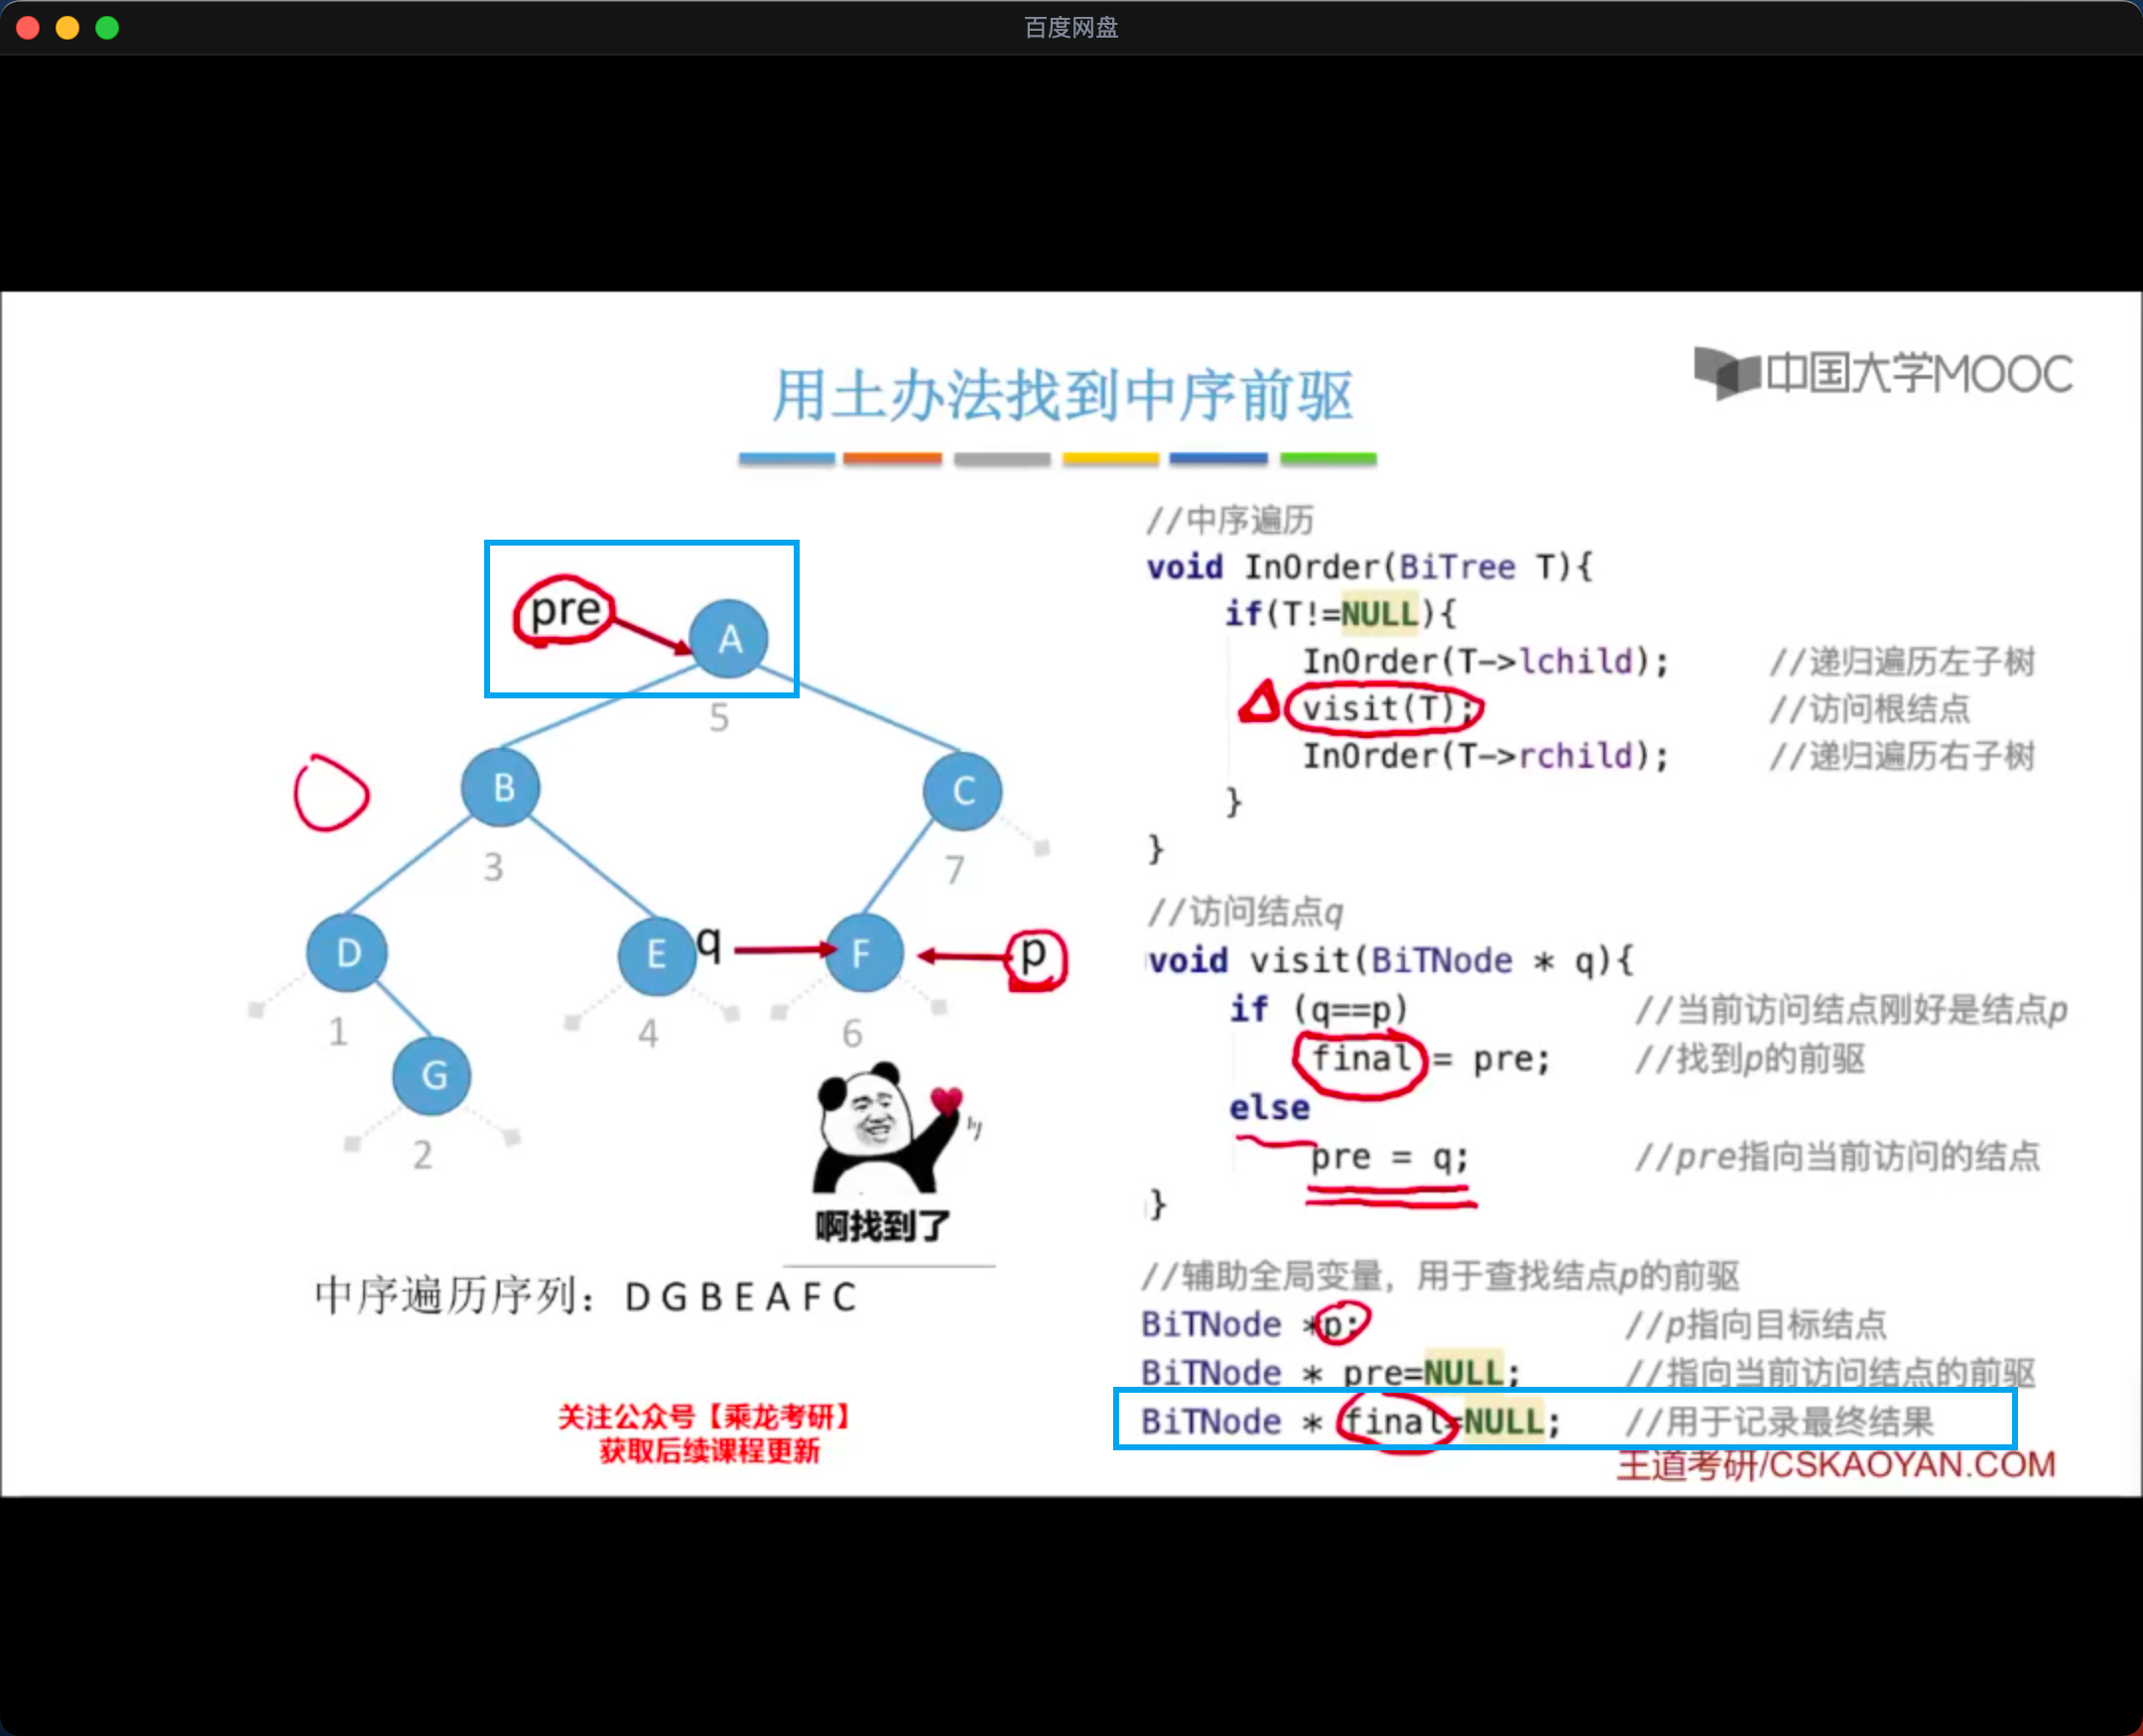 百度网盘
用土办法找到中序前驱
中国大学MOOC
pre
A
5
B
3
C
7
D
1
E
4
q
F
6
p
G
2
啊找到了
中序遍历序列：D G B E A F C
关注公众号【乘龙考研】
获取后续课程更新
//中序遍历
void InOrder(BiTree T){
if(T!=NULL){
InOrder(T->lchild); //递归遍历左子树
visit(T); //访问根结点
InOrder(T->rchild); //递归遍历右子树
}
}
//访问结点q
void visit(BiTNode * q){
if (q==p) //当前访问结点刚好是结点p
final = pre; //找到p的前驱
else
pre = q; //pre指向当前访问的结点
}
//辅助全局变量，用于查找结点p的前驱
BiTNode *p; //p指向目标结点
BiTNode * pre=NULL; //指向当前访问结点的前驱
BiTNode * final=NULL; //用于记录最终结果
王道考研/CSKAOYAN.COM